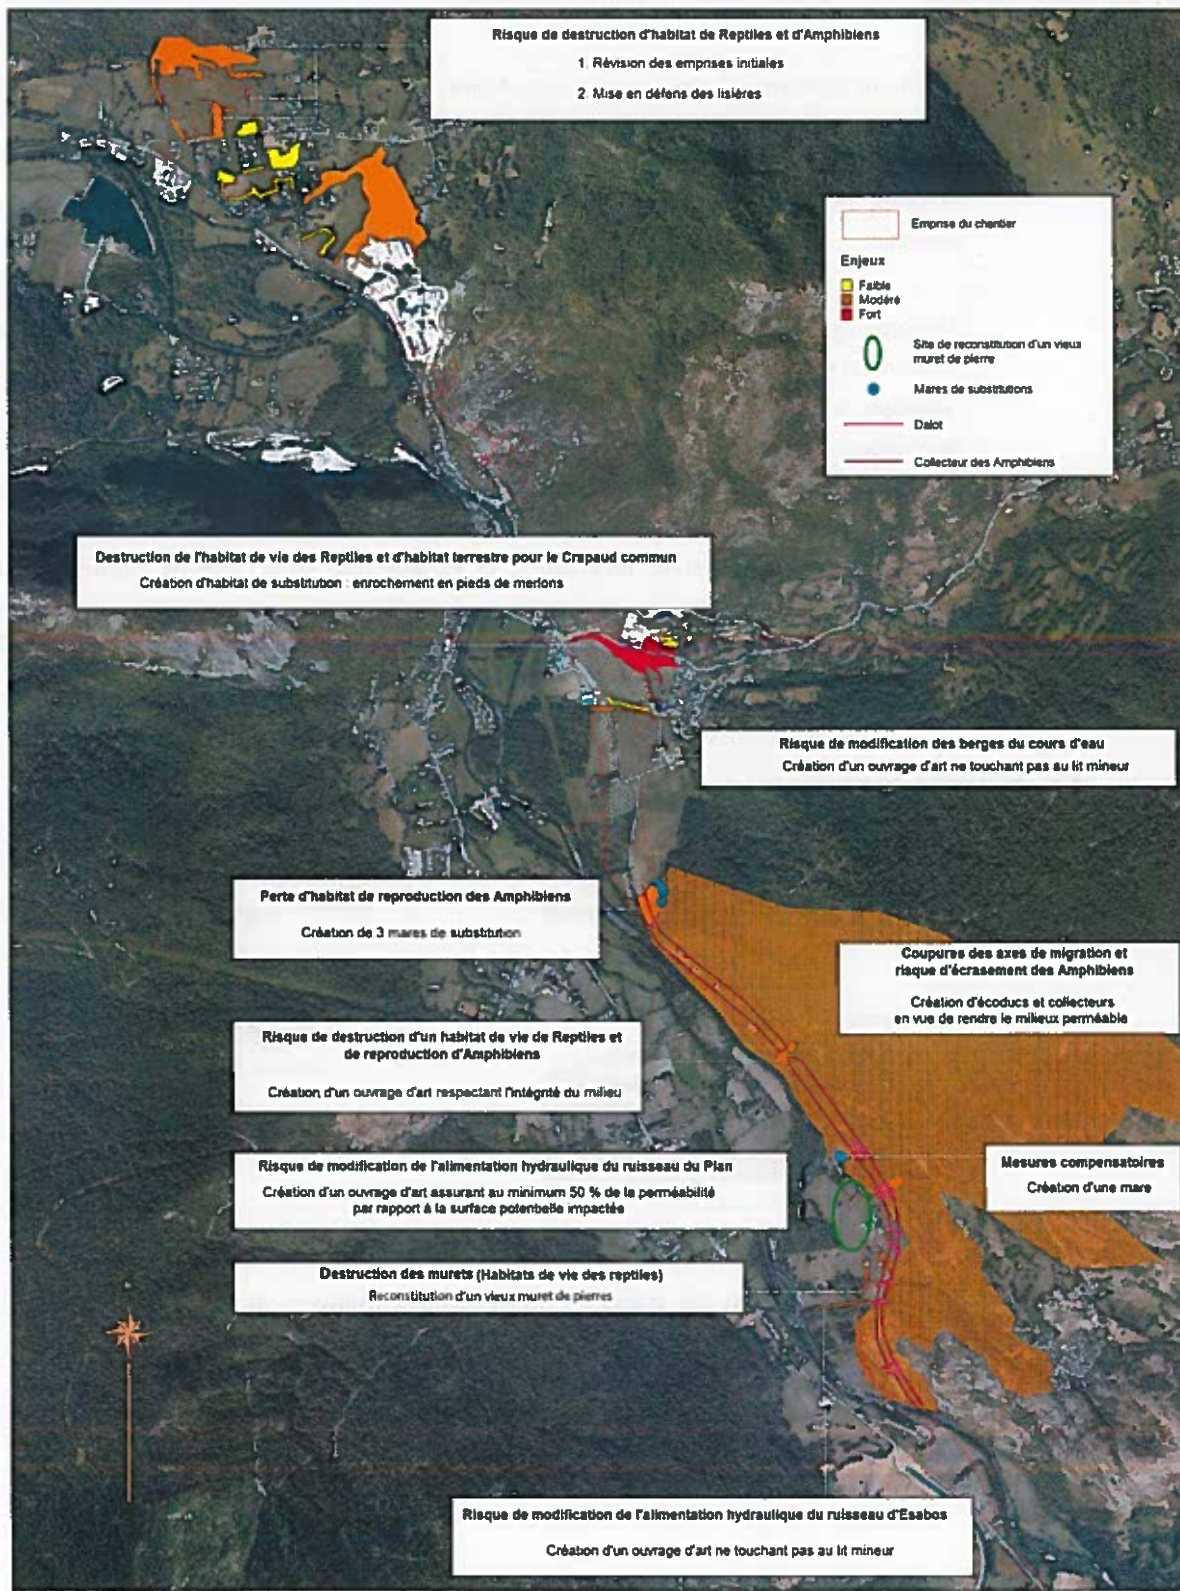 Risque de destruction d'habitat de Reptiles et d'Amphibiens
1. Révision des emprises initiales
2. Mise en défens des lisières
Emprise du chantier
Enjeux
Faible
Modéré
Fort
Site de reconstitution d'un vieux
muret de pierre
Mares de substitutions
Dalot
Collecteur des Amphibiens
Destruction de l'habitat de vie des Reptiles et d'habitat terrestre pour le Crapaud commun
Création d'habitat de substitution : enrochement en pieds de merlons
Risque de modification des berges du cours d'eau
Création d'un ouvrage d'art ne touchant pas au lit mineur
Perte d'habitat de reproduction des Amphibiens
Création de 3 mares de substitution
Coupures des axes de migration et
risque d'écrasement des Amphibiens
Création d'écoducs et collecteurs
en vue de rendre le milieux perméable
Risque de destruction d'un habitat de vie de Reptiles et
de reproduction d'Amphibiens
Création d'un ouvrage d'art respectant l'intégrité du milieu
Risque de modification de l'alimentation hydraulique du ruisseau du Plan
Création d'un ouvrage d'art assurant au minimum 50 % de la perméabilité
par rapport à la surface potentielle impactée
Mesures compensatoires
Création d'une mare
Destruction des murets (Habitats de vie des reptiles)
Reconstitution d'un vieux muret de pierres
Risque de modification de l'alimentation hydraulique du ruisseau d'Esabos
Création d'un ouvrage d'art ne touchant pas au lit mineur